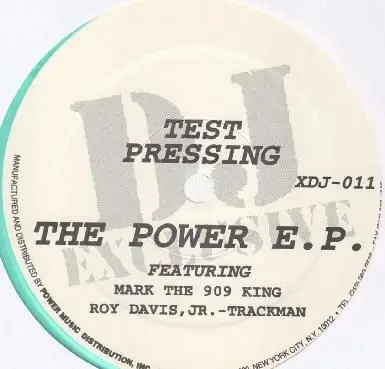 DJ
EXCLUSIVE
TEST
PRESSING
XDJ-011
THE POWER E.P.
FEATURING
MARK THE 909 KING
ROY DAVIS,JR.-TRACKMAN
MANUFACTURED AND DISTRIBUTED BY POWER MUSIC DISTRIBUTION, INC.
NEW YORK CITY, N.Y. 10012 • TEL.